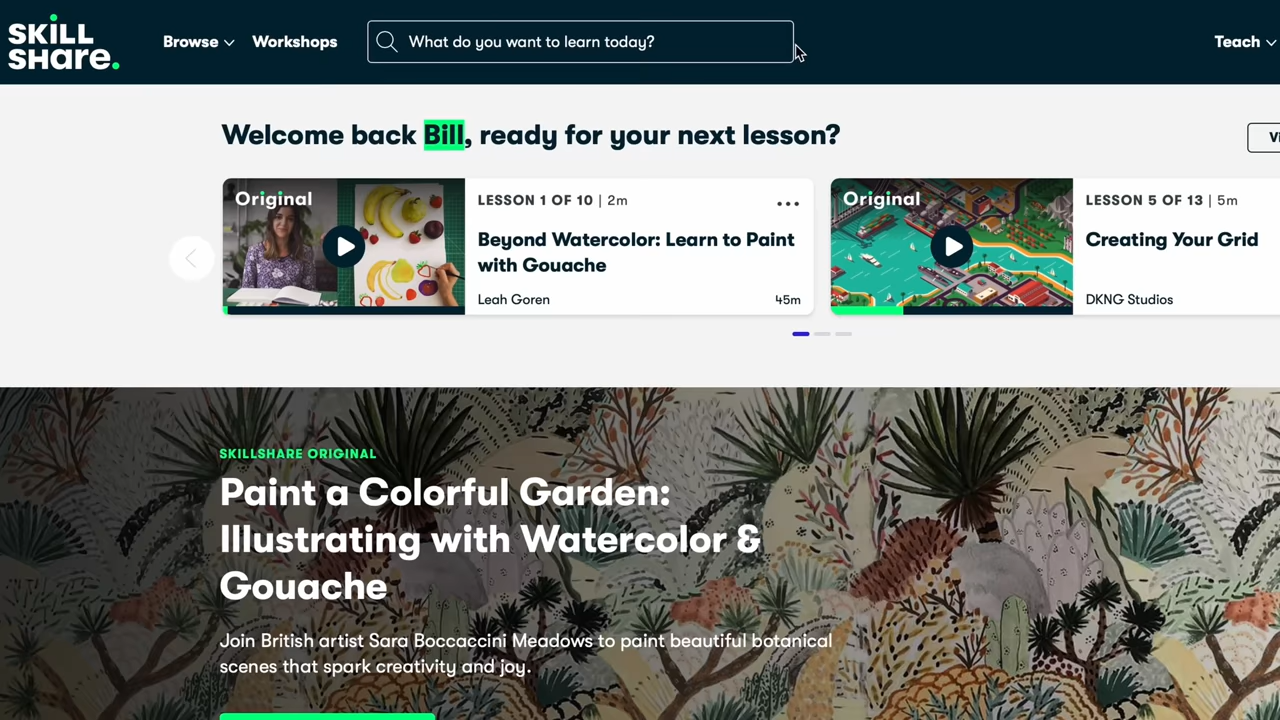 SKiLL
SHare.
Browse
Workshops
What do you want to learn today?
Teach
Welcome back Bill, ready for your next lesson?
Original
LESSON 1 OF 10 | 2m
Beyond Watercolor: Learn to Paint
with Gouache
Leah Goren
45m
Original
LESSON 5 OF 13 | 5m
Creating Your Grid
DKNG Studios
SKILLSHARE ORIGINAL
Paint a Colorful Garden:
Illustrating with Watercolor &
Gouache
Join British artist Sara Boccaccini Meadows to paint beautiful botanical
scenes that spark creativity and joy.